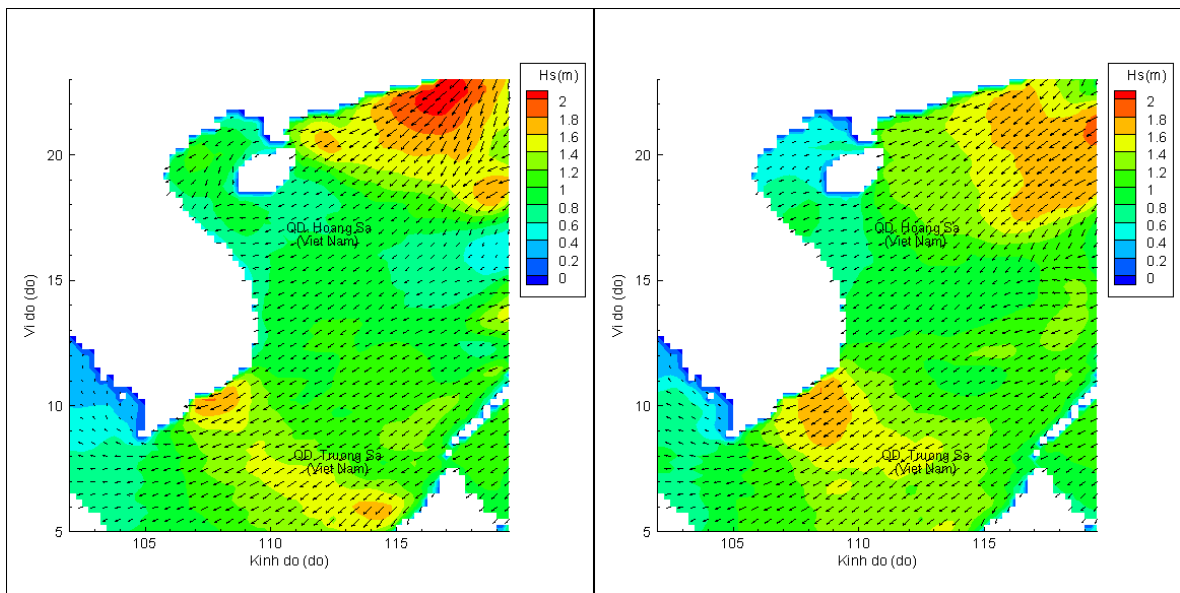 Hs(m)
2
1.8
1.6
1.4
1.2
1
0.8
0.6
0.4
0.2
0
20
15
10
5
Vi do (do)
105
110
115
Kinh do (do)
QD. Hoang Sa
(Viet Nam)
QD. Truong Sa
(Viet Nam)
Hs(m)
2
1.8
1.6
1.4
1.2
1
0.8
0.6
0.4
0.2
0
20
15
10
5
Vi do (do)
105
110
115
Kinh do (do)
QD. Hoang Sa
(Viet Nam)
QD. Truong Sa
(Viet Nam)